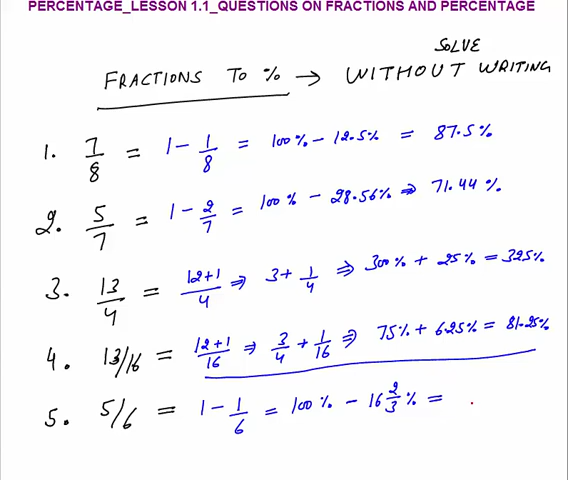 PERCENTAGE_LESSON 1.1_QUESTIONS ON FRACTIONS AND PERCENTAGE
SOLVE
FRACTIONS TO % → WITHOUT WRITING
1. 7/8 = 1 - 1/8 = 100% - 12.5% = 87.5%
2. 5/7 = 1 - 2/7 = 100% - 28.56% ⇒ 71.44%
3. 13/4 = 12+1/4 ⇒ 3 + 1/4 ⇒ 300% + 25% = 325%
4. 13/16 = 12+1/16 ⇒ 3/4 + 1/16 ⇒ 75% + 6.25% = 81.25%
5. 5/6 = 1 - 1/6 = 100% - 16 2/3 % =